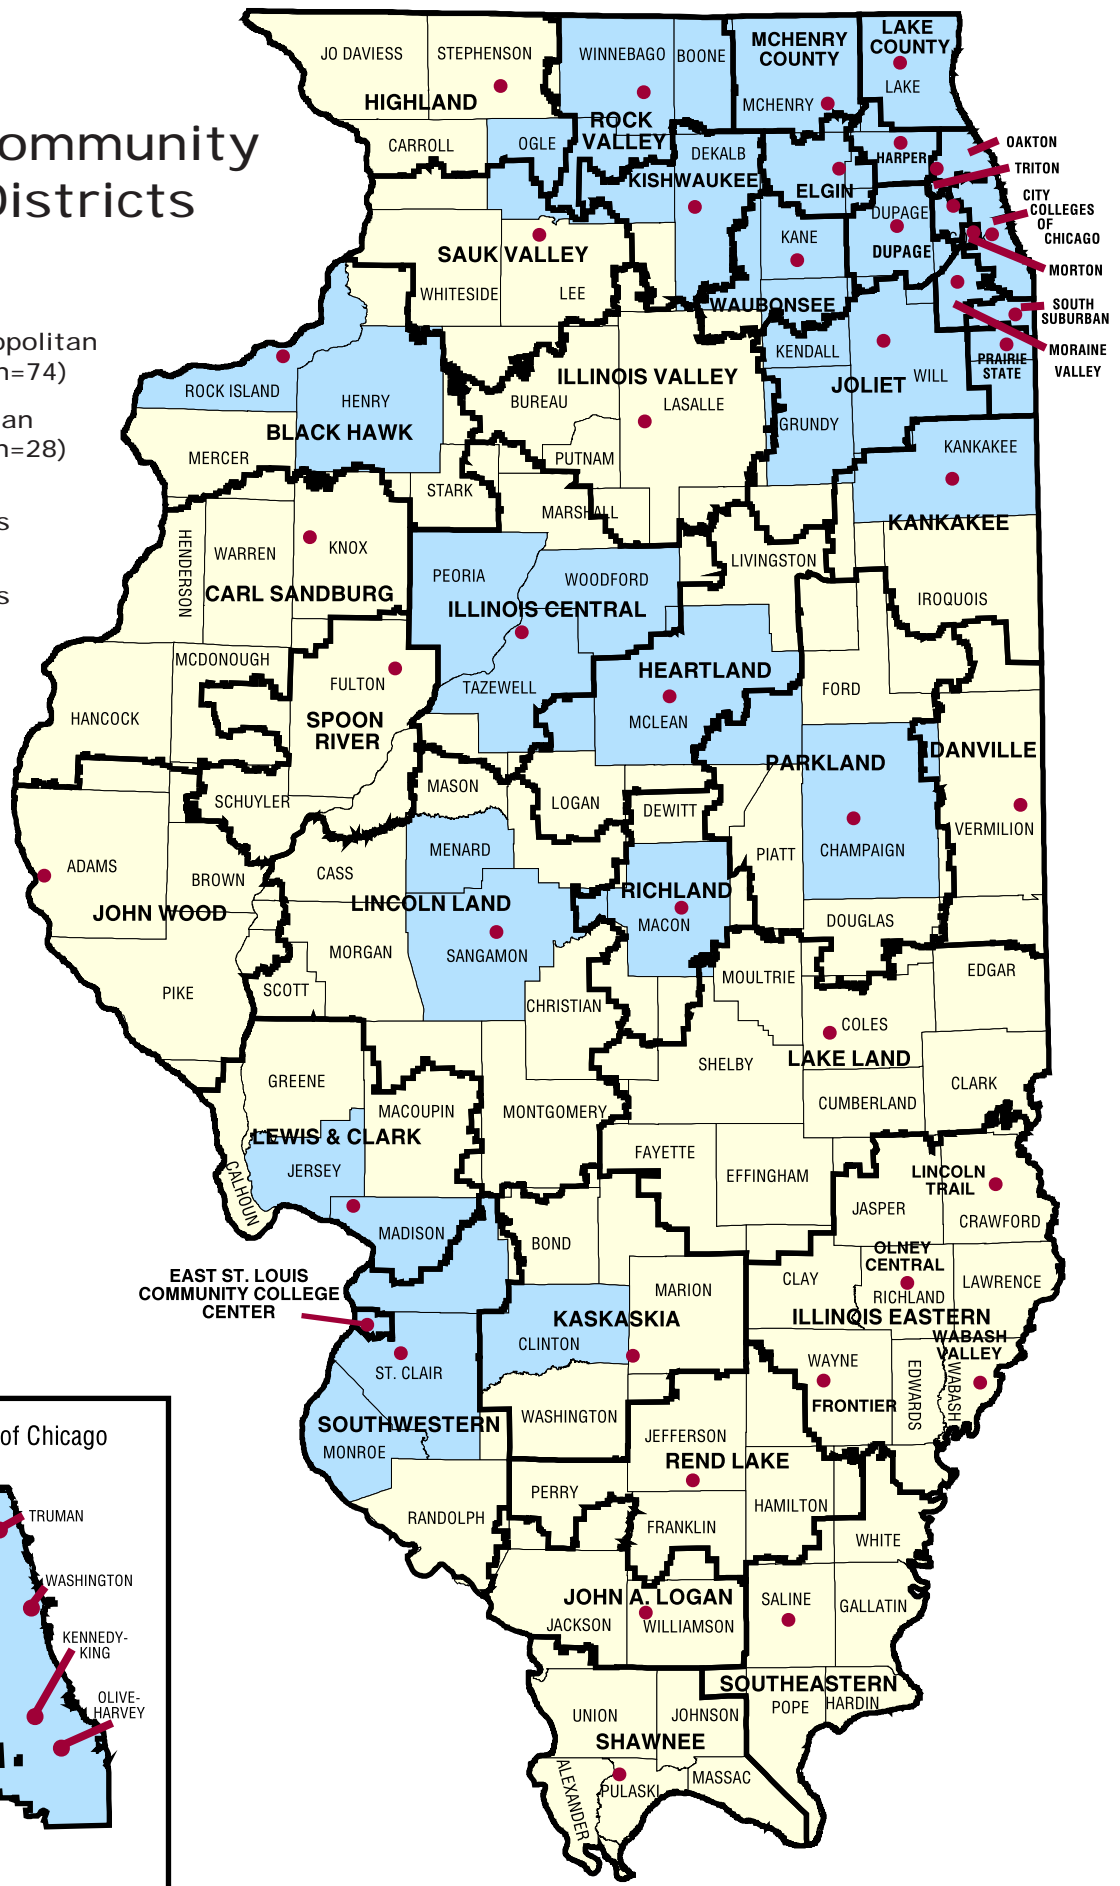 ommunity
Districts
opolitan
n=74)
an
n=28)
s
s
JO DAVIESS
STEPHENSON
HIGHLAND
CARROLL
WINNEBAGO
BOONE
ROCK
VALLEY
OGLE
MCHENRY
COUNTY
MCHENRY
LAKE
COUNTY
LAKE
DEKALB
KISHWAUKEE
ELGIN
HARPER
OAKTON
TRITON
CITY
COLLEGES
OF
CHICAGO
MORTON
SOUTH
SUBURBAN
MORAINE
VALLEY
PRAIRIE
STATE
DUPAGE
DUPAGE
KANE
WAUBONSEE
SAUK VALLEY
WHITESIDE
LEE
KENDALL
JOLIET
WILL
GRUNDY
ROCK ISLAND
HENRY
BLACK HAWK
MERCER
ILLINOIS VALLEY
BUREAU
LASALLE
PUTNAM
STARK
MARSHALL
KANKAKEE
KANKAKEE
IROQUOIS
HENDERSON
WARREN
KNOX
CARL SANDBURG
PEORIA
WOODFORD
ILLINOIS CENTRAL
TAZEWELL
LIVINGSTON
HEARTLAND
MCLEAN
FORD
MCDONOUGH
HANCOCK
FULTON
SPOON
RIVER
SCHUYLER
MASON
LOGAN
DEWITT
PARKLAND
CHAMPAIGN
PIATT
DANVILLE
VERMILION
ADAMS
BROWN
JOHN WOOD
PIKE
CASS
MENARD
LINCOLN LAND
MORGAN
SANGAMON
SCOTT
CHRISTIAN
RICHLAND
MACON
DOUGLAS
MOULTRIE
EDGAR
COLES
LAKE LAND
SHELBY
CUMBERLAND
CLARK
GREENE
MACOUPIN
MONTGOMERY
LEWIS & CLARK
JERSEY
CALHOUN
MADISON
FAYETTE
EFFINGHAM
JASPER
LINCOLN
TRAIL
CRAWFORD
BOND
MARION
CLAY
OLNEY
CENTRAL
RICHLAND
LAWRENCE
ILLINOIS EASTERN
WABASH
VALLEY
EAST ST. LOUIS
COMMUNITY COLLEGE
CENTER
KASKASKIA
CLINTON
ST. CLAIR
SOUTHWESTERN
MONROE
WASHINGTON
WAYNE
FRONTIER
EDWARDS
WABASH
JEFFERSON
REND LAKE
RANDOLPH
PERRY
FRANKLIN
HAMILTON
WHITE
JOHN A. LOGAN
JACKSON
WILLIAMSON
SALINE
GALLATIN
SOUTHEASTERN
POPE
HARDIN
UNION
JOHNSON
SHAWNEE
ALEXANDER
PULASKI
MASSAC
of Chicago
TRUMAN
WASHINGTON
KENNEDY-
KING
OLIVE-
HARVEY